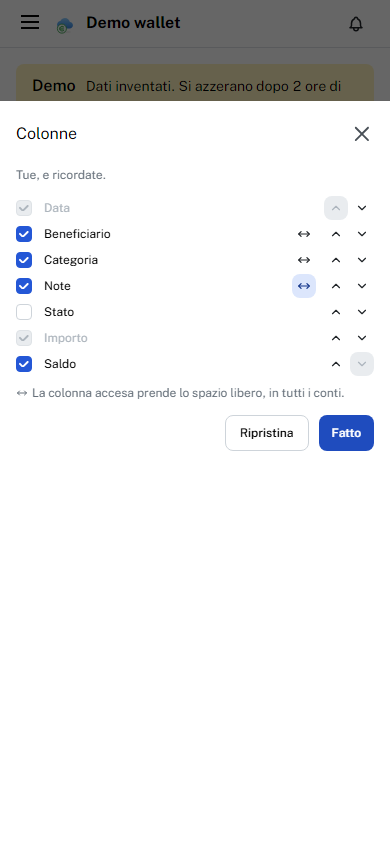 Demo wallet
Demo Dati inventati. Si azzerano dopo 2 ore di
Colonne
Tue, e ricordate.
Data
Beneficiario
Categoria
Note
Stato
Importo
Saldo
↔ La colonna accesa prende lo spazio libero, in tutti i conti.
Ripristina Fatto